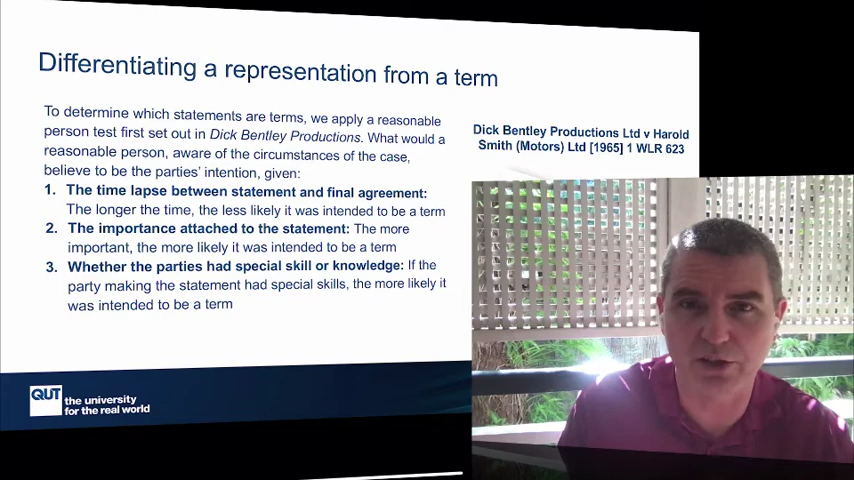 Differentiating a representation from a term
To determine which statements are terms, we apply a reasonable
person test first set out in Dick Bentley Productions. What would a
reasonable person, aware of the circumstances of the case,
believe to be the parties' intention, given:
1. The time lapse between statement and final agreement:
The longer the time, the less likely it was intended to be a term
2. The importance attached to the statement: The more
important, the more likely it was intended to be a term
3. Whether the parties had special skill or knowledge: If the
party making the statement had special skills, the more likely it
was intended to be a term
Dick Bentley Productions Ltd v Harold
Smith (Motors) Ltd [1965] 1 WLR 623
QUT
the university
for the real world